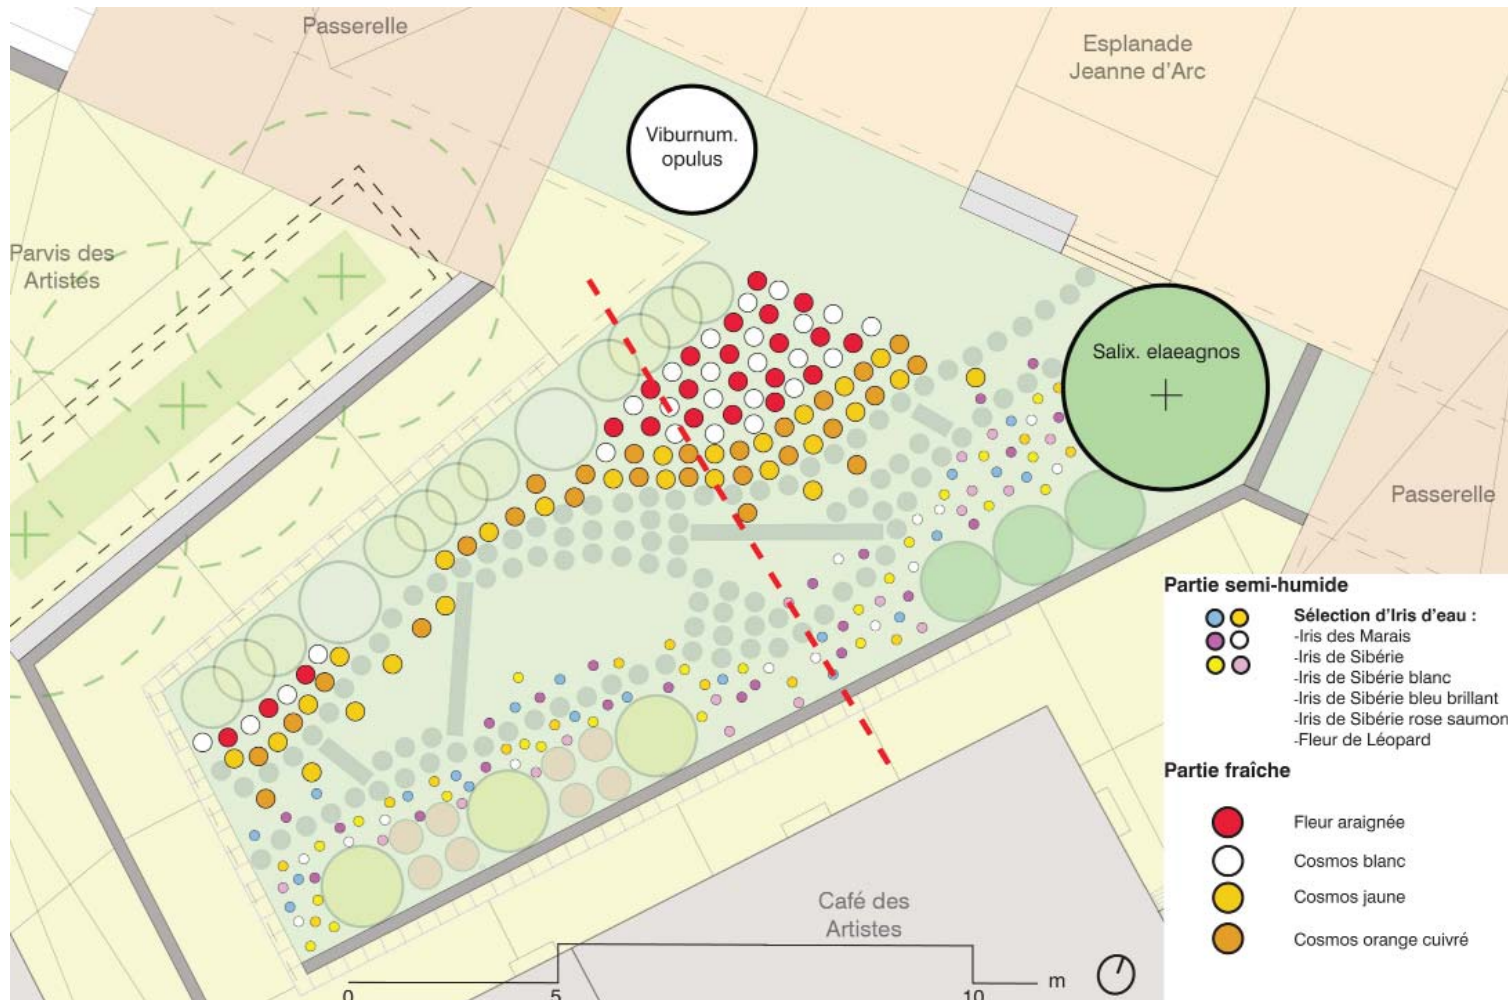 Passerelle
Esplanade
Jeanne d'Arc
Viburnum.
opulus
Parvis des
Artistes
Salix. elaeagnos
Passerelle
Partie semi-humide
Sélection d'Iris d'eau :
-Iris des Marais
-Iris de Sibérie
-Iris de Sibérie blanc
-Iris de Sibérie bleu brillant
-Iris de Sibérie rose saumon
-Fleur de Léopard
Partie fraîche
Fleur araignée
Cosmos blanc
Cosmos jaune
Cosmos orange cuivré
Café des
Artistes
0 5 10 m